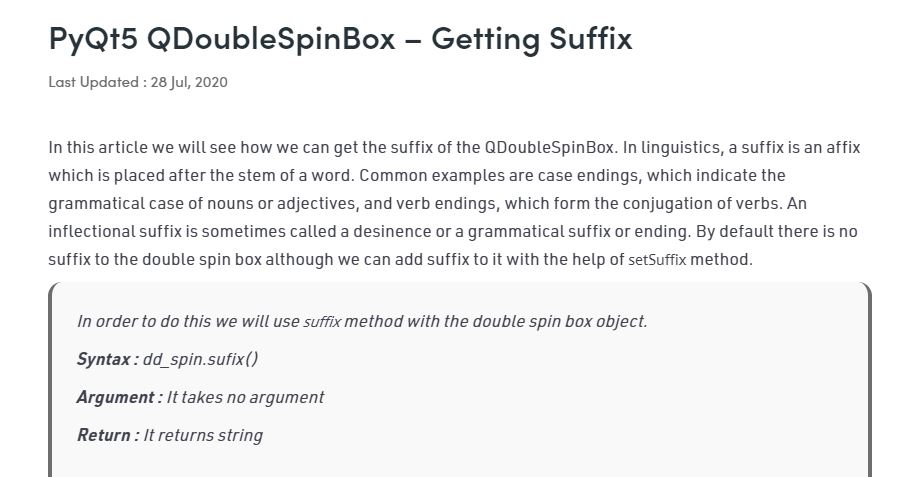 PyQt5 QDoubleSpinBox – Getting Suffix
Last Updated : 28 Jul, 2020
In this article we will see how we can get the suffix of the QDoubleSpinBox. In linguistics, a suffix is an affix
which is placed after the stem of a word. Common examples are case endings, which indicate the
grammatical case of nouns or adjectives, and verb endings, which form the conjugation of verbs. An
inflectional suffix is sometimes called a desinence or a grammatical suffix or ending. By default there is no
suffix to the double spin box although we can add suffix to it with the help of setSuffix method.
In order to do this we will use suffix method with the double spin box object.
Syntax : dd_spin.sufix()
Argument : It takes no argument
Return : It returns string